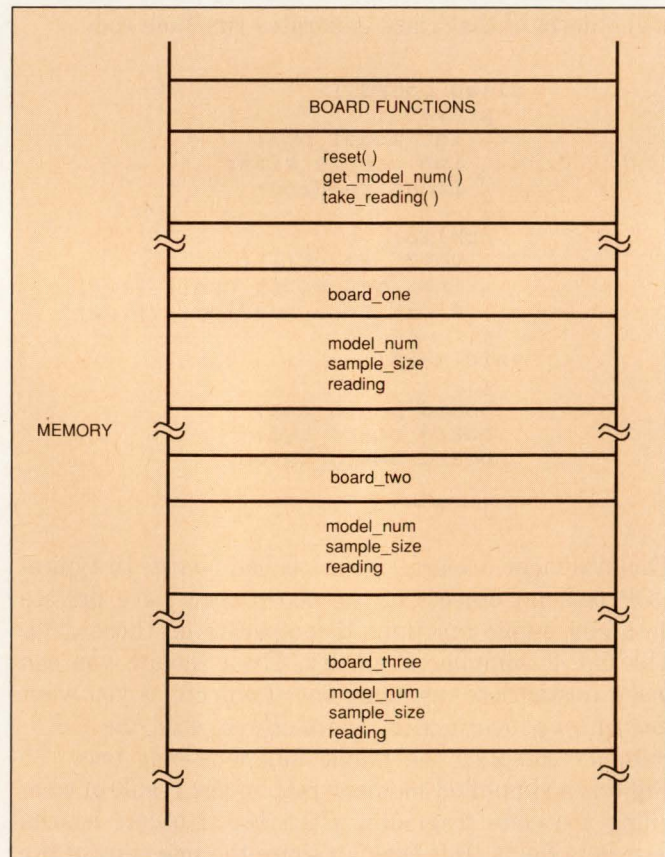 BOARD FUNCTIONS
reset( )
get_model_num( )
take_reading( )
board_one
model_num
sample_size
reading
MEMORY
board_two
model_num
sample_size
reading
board_three
model_num
sample_size
reading